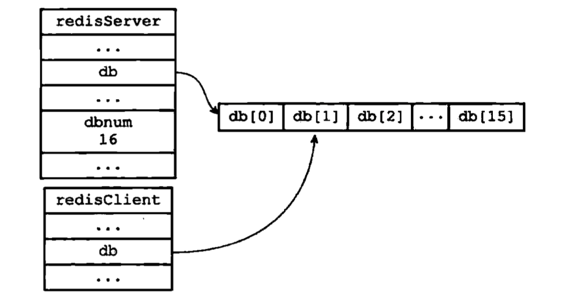 redisServer
...
db
...
dbnum
16
...
db[0] db[1] db[2] ... db[15]
redisClient
...
db
...